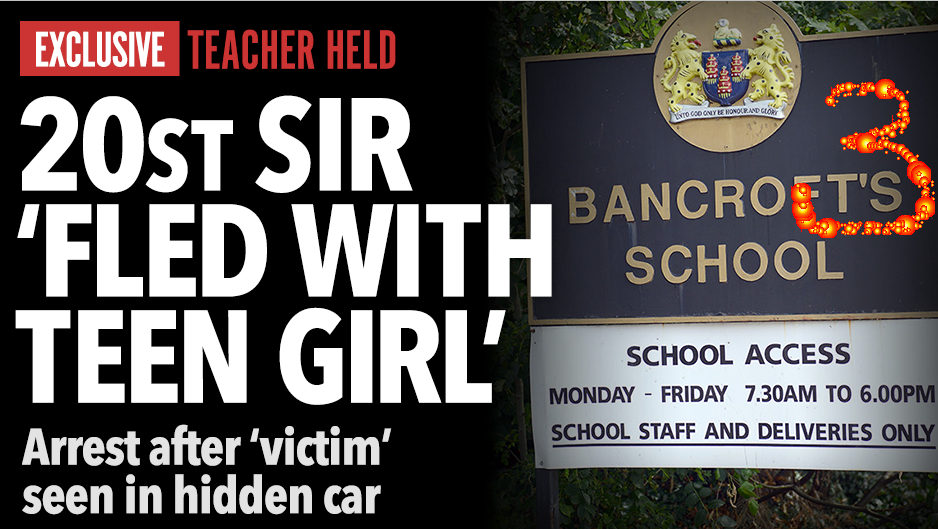 EXCLUSIVE TEACHER HELD
20ST SIR
‘FLED WITH
TEEN GIRL’
Arrest after ‘victim’
seen in hidden car
UNTO GOD ONLY BE HONOUR AND GLORY
3
BANCROFT'S
SCHOOL
SCHOOL ACCESS
MONDAY - FRIDAY 7.30AM TO 6.00PM
SCHOOL STAFF AND DELIVERIES ONLY